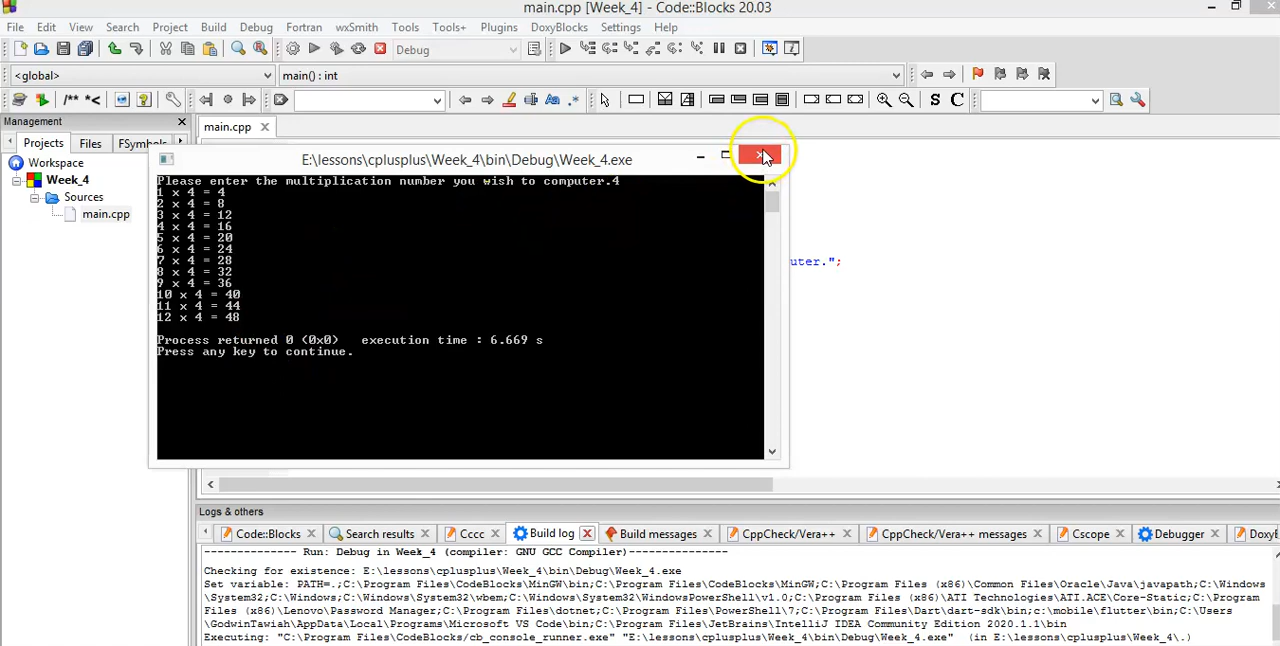 main.cpp [Week_4] - Code::Blocks 20.03
File Edit View Search Project Build Debug Fortran wxSmith Tools Tools+ Plugins DoxyBlocks Settings Help
Debug
<global> main() : int
/** *< Aa .* S C
Management
Projects Files FSymbols
main.cpp
Workspace
Week_4
Sources
main.cpp
E:\lessons\cplusplus\Week_4\bin\Debug\Week_4.exe
Please enter the multiplication number you wish to computer.4
1 x 4 = 4
2 x 4 = 8
3 x 4 = 12
4 x 4 = 16
5 x 4 = 20
6 x 4 = 24
7 x 4 = 28
8 x 4 = 32
9 x 4 = 36
10 x 4 = 40
11 x 4 = 44
12 x 4 = 48
Process returned 0 (0x0) execution time : 6.669 s
Press any key to continue.
uter.";
Logs & others
Code::Blocks Search results Cccc Build log Build messages CppCheck/Vera++ CppCheck/Vera++ messages Cscope Debugger DoxyB
-------------- Run: Debug in Week_4 (compiler: GNU GCC Compiler)---------------
Checking for existence: E:\lessons\cplusplus\Week_4\bin\Debug\Week_4.exe
Set variable: PATH=.;C:\Program Files\CodeBlocks\MinGW\bin;C:\Program Files\CodeBlocks\MinGW;C:\Program Files (x86)\Common Files\Oracle\Java\javapath;C:\Windows
\System32;C:\Windows;C:\Windows\System32\wbem;C:\Windows\System32\WindowsPowerShell\v1.0;C:\Program Files (x86)\ATI Technologies\ATI.ACE\Core-Static;C:\Program
Files (x86)\Lenovo\Password Manager;C:\Program Files\dotnet;C:\Program Files\PowerShell\7;C:\Program Files\Dart\dart-sdk\bin;c:\mobile\flutter\bin;C:\Users
\GodwinTawiah\AppData\Local\Programs\Microsoft VS Code\bin;C:\Program Files\JetBrains\IntelliJ IDEA Community Edition 2020.1.1\bin
Executing: "C:\Program Files\CodeBlocks/cb_console_runner.exe" "E:\lessons\cplusplus\Week_4\bin\Debug\Week_4.exe" (in E:\lessons\cplusplus\Week_4\.)